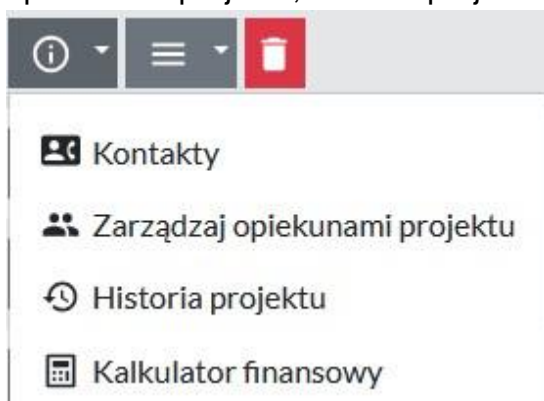 Kontakty
Zarządzaj opiekunami projektu
Historia projektu
Kalkulator finansowy